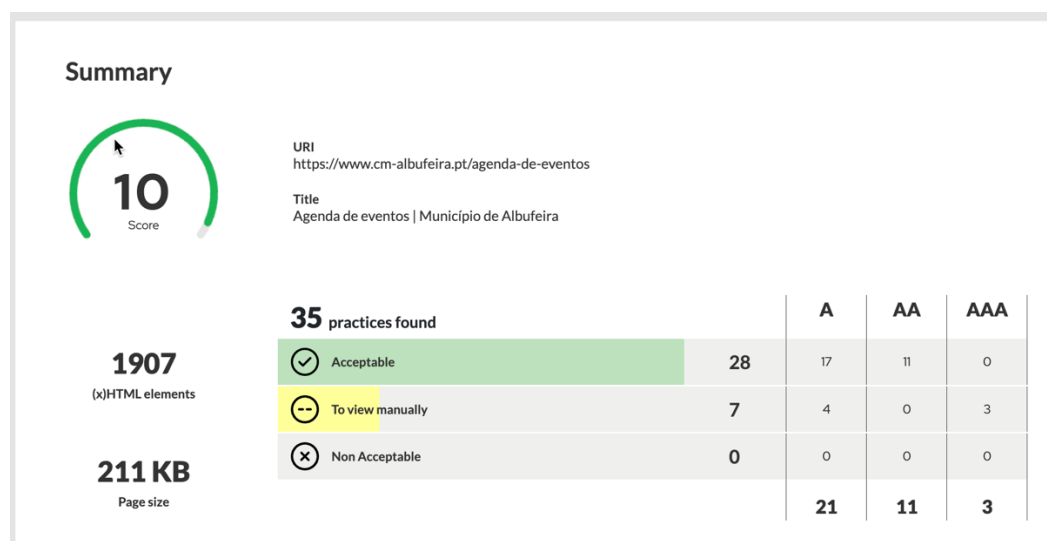 Summary
10
Score
URI
https://www.cm-albufeira.pt/agenda-de-eventos
Title
Agenda de eventos | Município de Albufeira
1907
(x)HTML elements
211 KB
Page size
35 practices found A AA AAA
Acceptable 28 17 11 0
To view manually 7 4 0 3
Non Acceptable 0 0 0 0
21 11 3